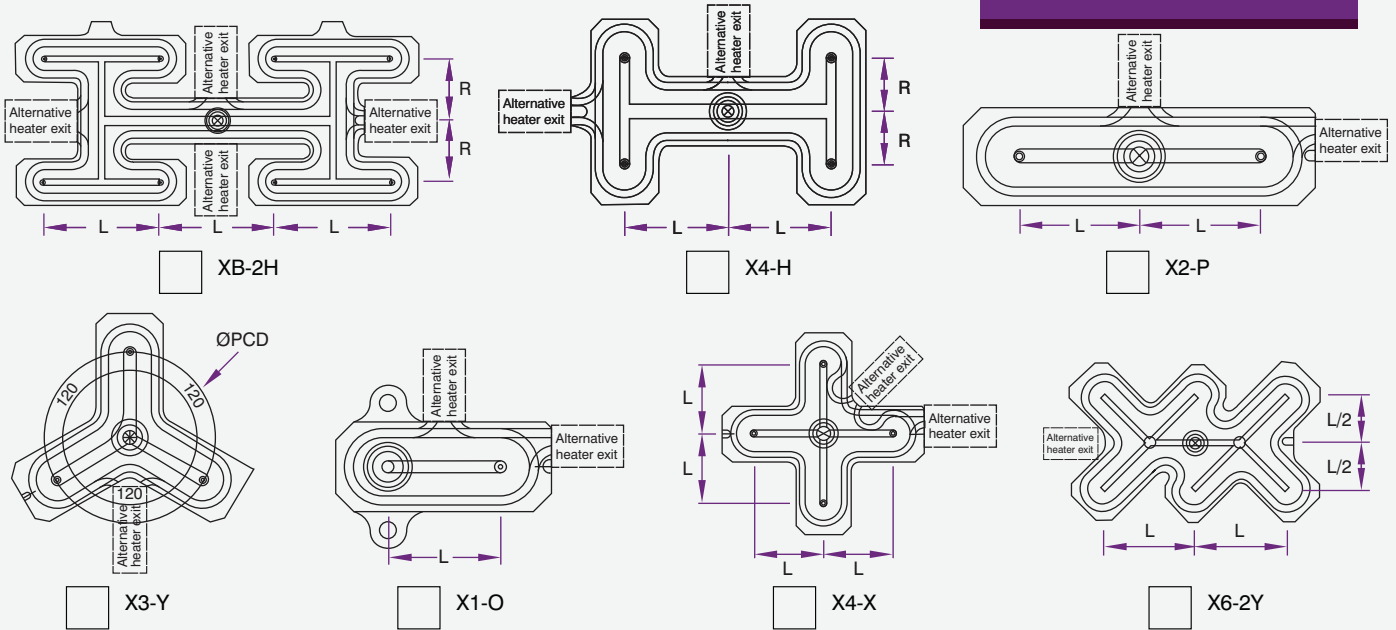 Alternative
heater exit
Alternative
heater exit
Alternative
heater exit
Alternative
heater exit
R
R
L
L
L
XB-2H
Alternative
heater exit
Alternative
heater exit
R
R
L
L
X4-H
Alternative
heater exit
Alternative
heater exit
L
L
X2-P
ØPCD
120
120
120
Alternative
heater exit
X3-Y
Alternative
heater exit
Alternative
heater exit
L
X1-O
Alternative
heater exit
Alternative
heater exit
L
L
L
L
X4-X
Alternative
heater exit
L/2
L/2
L
L
X6-2Y